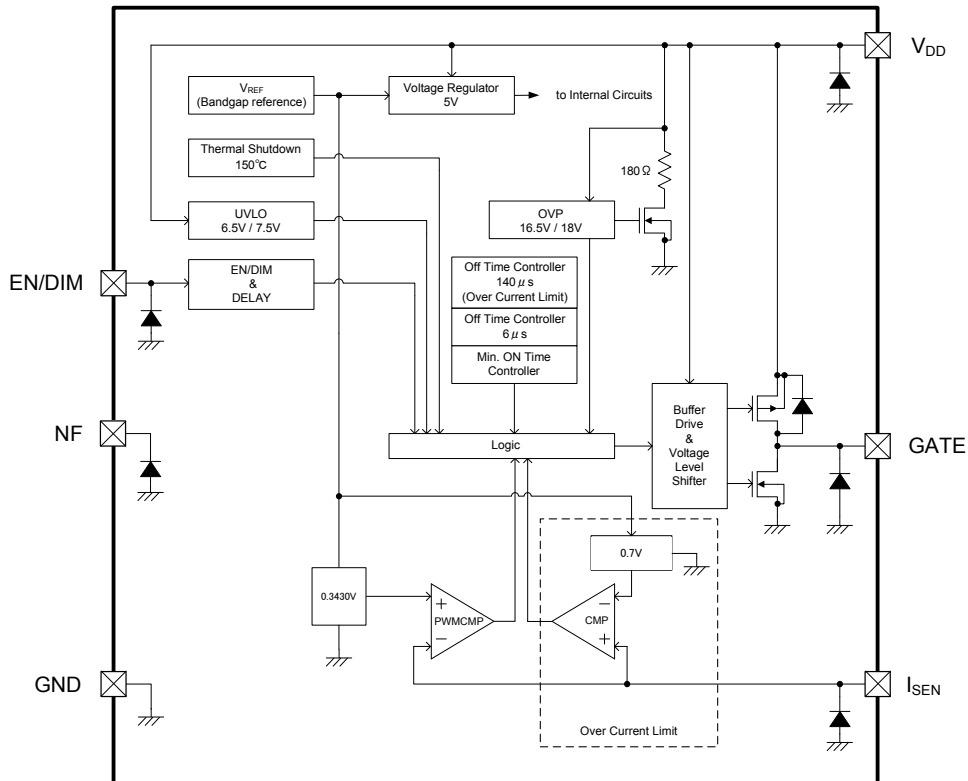 V_DD
V_REF
(Bandgap reference)
Voltage Regulator
5V
to Internal Circuits
Thermal Shutdown
150℃
180Ω
UVLO
6.5V / 7.5V
OVP
16.5V / 18V
EN/DIM
EN/DIM
&
DELAY
Off Time Controller
140μs
(Over Current Limit)
Off Time Controller
6μs
Min. ON Time
Controller
Buffer
Drive
&
Voltage
Level
Shifter
NF
Logic
GATE
0.7V
0.3430V
+
PWMCMP
−
−
CMP
+
GND
I_SEN
Over Current Limit